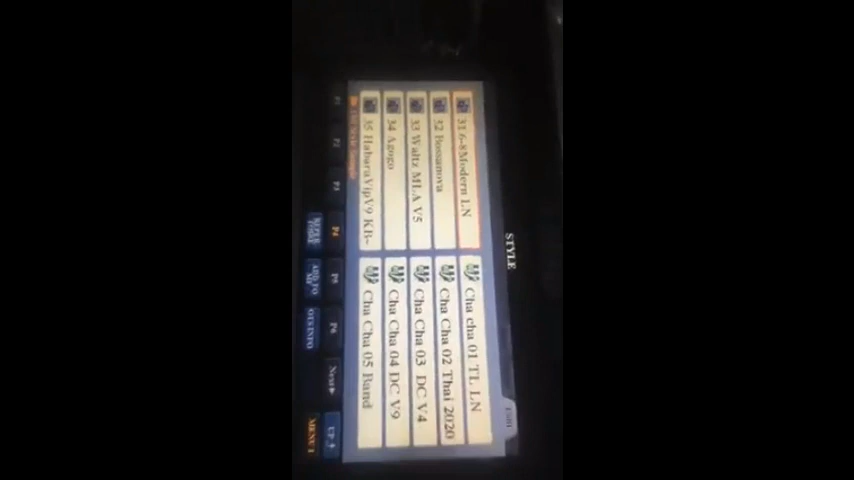 STYLE
USB1
31 6-8Modern LN
32 Bossanova
33 Waltz MLA V5
34 Agogo
35 HabaraVipV9 KB~
Cha cha 01 TL LN
Cha Cha 02 Thai 2020
Cha Cha 03 DC V4
Cha Cha 04 DC V9
Cha Cha 05 Band
P1
P2
P3
P4
P5
P6
Next▶
UP
MENU 1